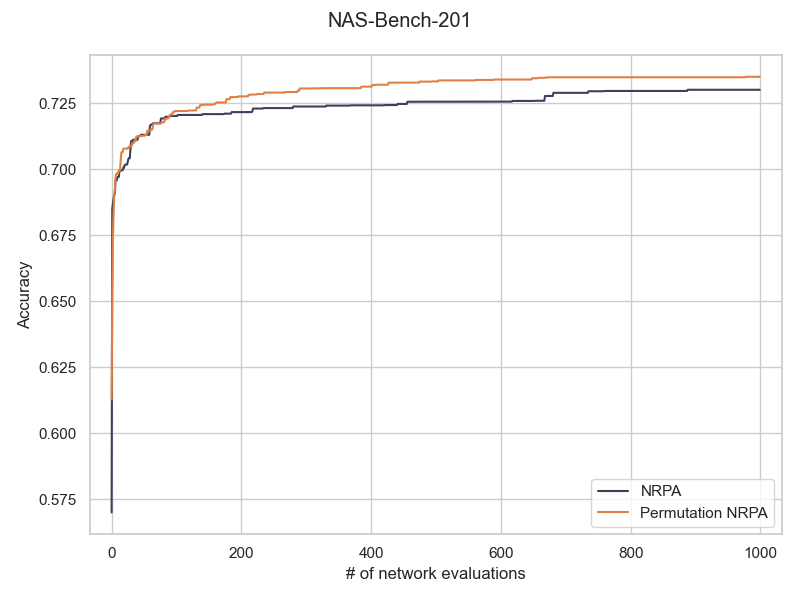 NAS-Bench-201
Accuracy
0.725
0.700
0.675
0.650
0.625
0.600
0.575
0
200
400
600
800
1000
# of network evaluations
NRPA
Permutation NRPA